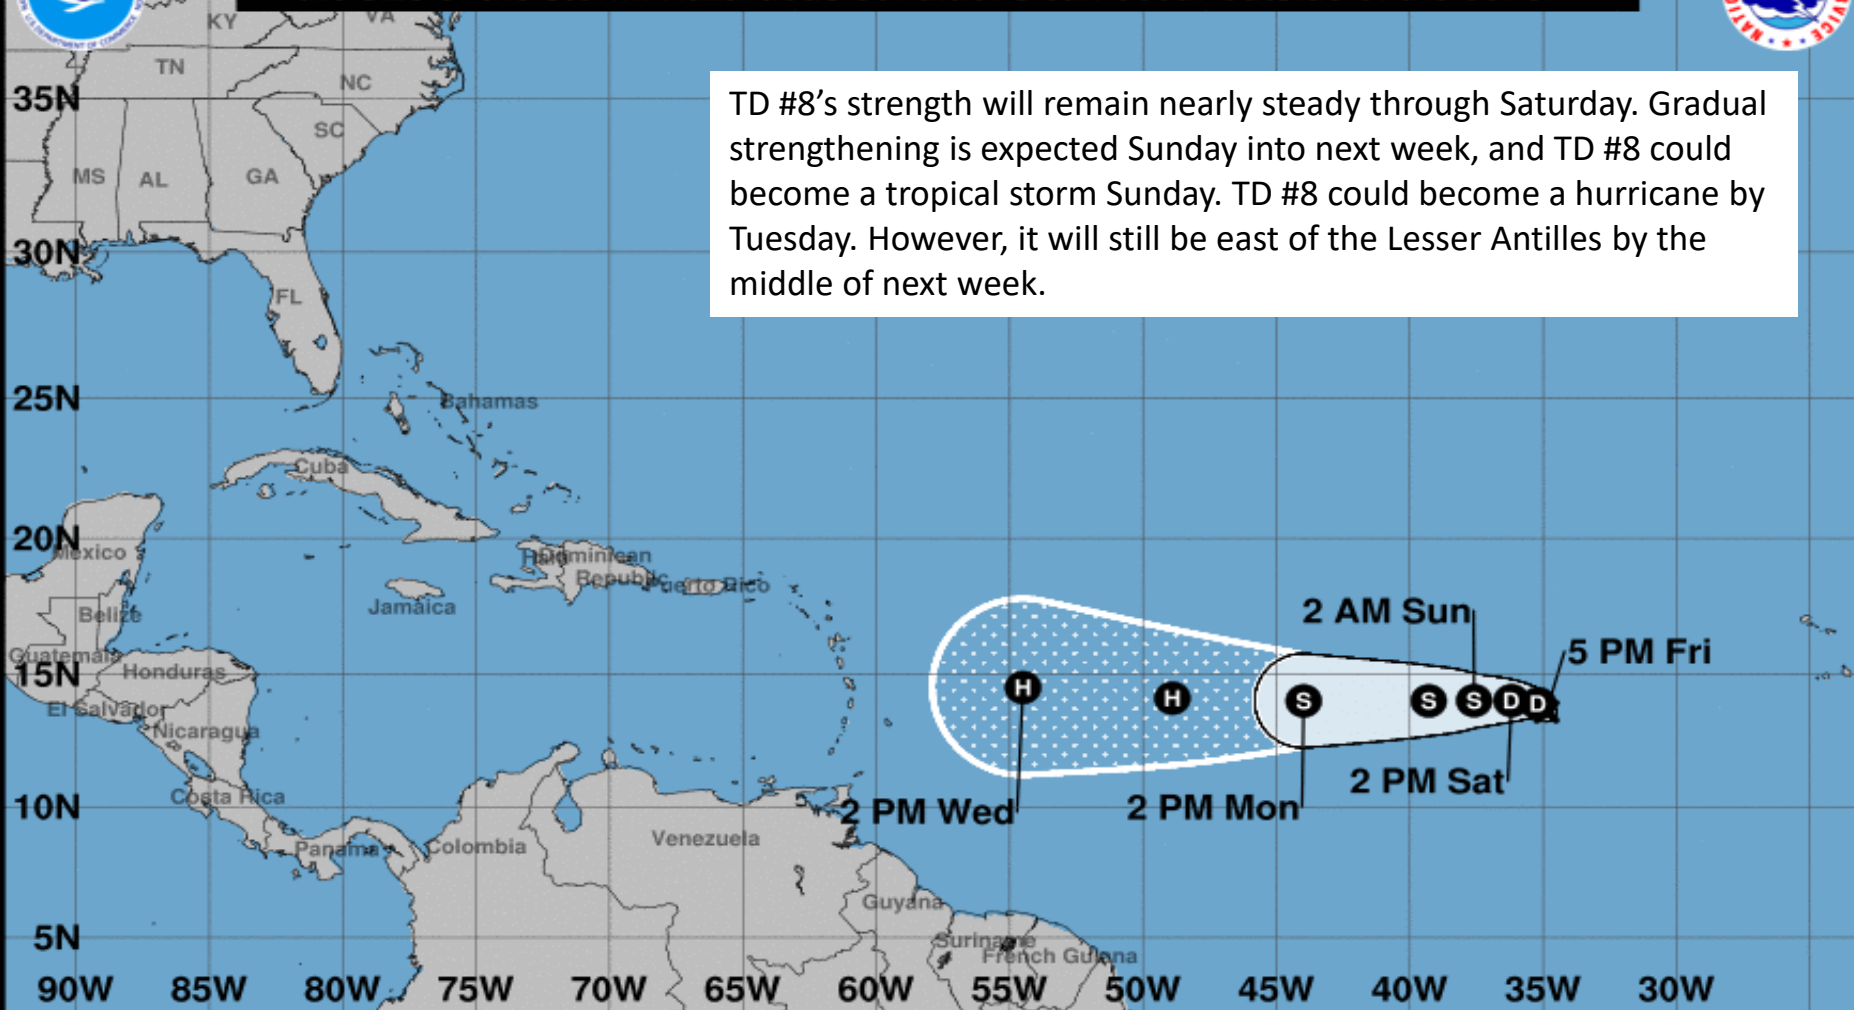 KY
VA
TN
NC
35N
SC
MS
AL
GA
TD #8’s strength will remain nearly steady through Saturday. Gradual
strengthening is expected Sunday into next week, and TD #8 could
become a tropical storm Sunday. TD #8 could become a hurricane by
Tuesday. However, it will still be east of the Lesser Antilles by the
middle of next week.
30N
FL
25N
Bahamas
Cuba
20N
Mexico
Haiti
Dominican
Republic
Puerto Rico
Jamaica
Belize
2 AM Sun
5 PM Fri
Guatemala
15N
Honduras
H H S S S D D
El Salvador
Nicaragua
2 PM Sat
Costa Rica
10N
2 PM Wed
2 PM Mon
Panama
Colombia
Venezuela
Guyana
5N
Suriname
French Guiana
90W 85W 80W 75W 70W 65W 60W 55W 50W 45W 40W 35W 30W